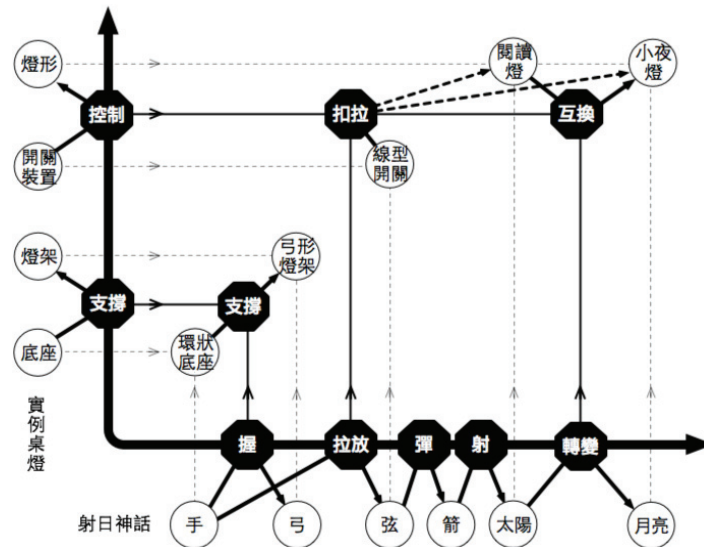 燈形
閱讀
燈
小夜
燈
控制
扣拉
互換
開關
裝置
線型
開關
燈架
弓形
燈架
支撐
支撐
底座
環狀
底座
實例桌燈
握
拉放
彈
射
轉變
射日神話
手
弓
弦
箭
太陽
月亮